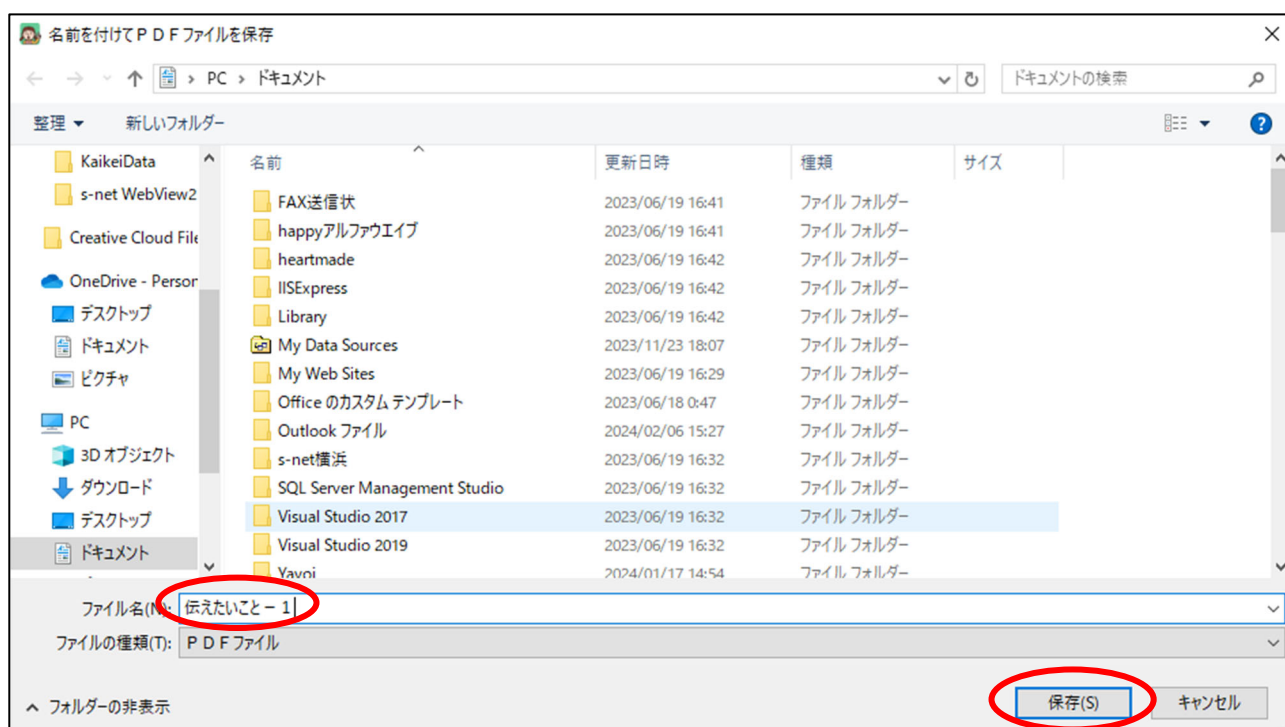 名前を付けてＰＤＦファイルを保存
PC › ドキュメント ドキュメントの検索
整理 新しいフォルダー
名前 更新日時 種類 サイズ
KaikeiData
s-net WebView2
Creative Cloud File
OneDrive - Person
デスクトップ
ドキュメント
ピクチャ
PC
3D オブジェクト
ダウンロード
デスクトップ
ドキュメント
FAX送信状 2023/06/19 16:41 ファイル フォルダー
happyアルファウエイブ 2023/06/19 16:41 ファイル フォルダー
heartmade 2023/06/19 16:42 ファイル フォルダー
IISExpress 2023/06/19 16:42 ファイル フォルダー
Library 2023/06/19 16:42 ファイル フォルダー
My Data Sources 2023/11/23 18:07 ファイル フォルダー
My Web Sites 2023/06/19 16:29 ファイル フォルダー
Office のカスタム テンプレート 2023/06/18 0:47 ファイル フォルダー
Outlook ファイル 2024/02/06 15:27 ファイル フォルダー
s-net横浜 2023/06/19 16:32 ファイル フォルダー
SQL Server Management Studio 2023/06/19 16:32 ファイル フォルダー
Visual Studio 2017 2023/06/19 16:32 ファイル フォルダー
Visual Studio 2019 2023/06/19 16:32 ファイル フォルダー
Yayoi 2024/01/17 14:54 ファイル フォルダー
ファイル名(N): 伝えたいこと－１
ファイルの種類(T): ＰＤＦファイル
フォルダーの非表示 保存(S) キャンセル